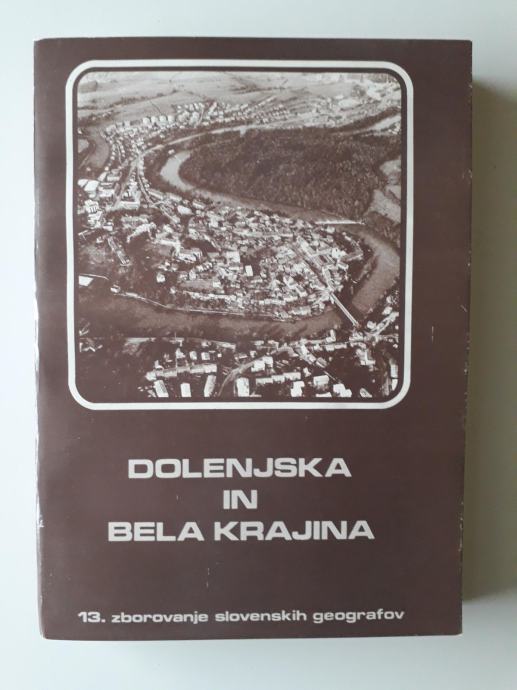 DOLENJSKA
IN
BELA KRAJINA
13. zborovanje slovenskih geografov